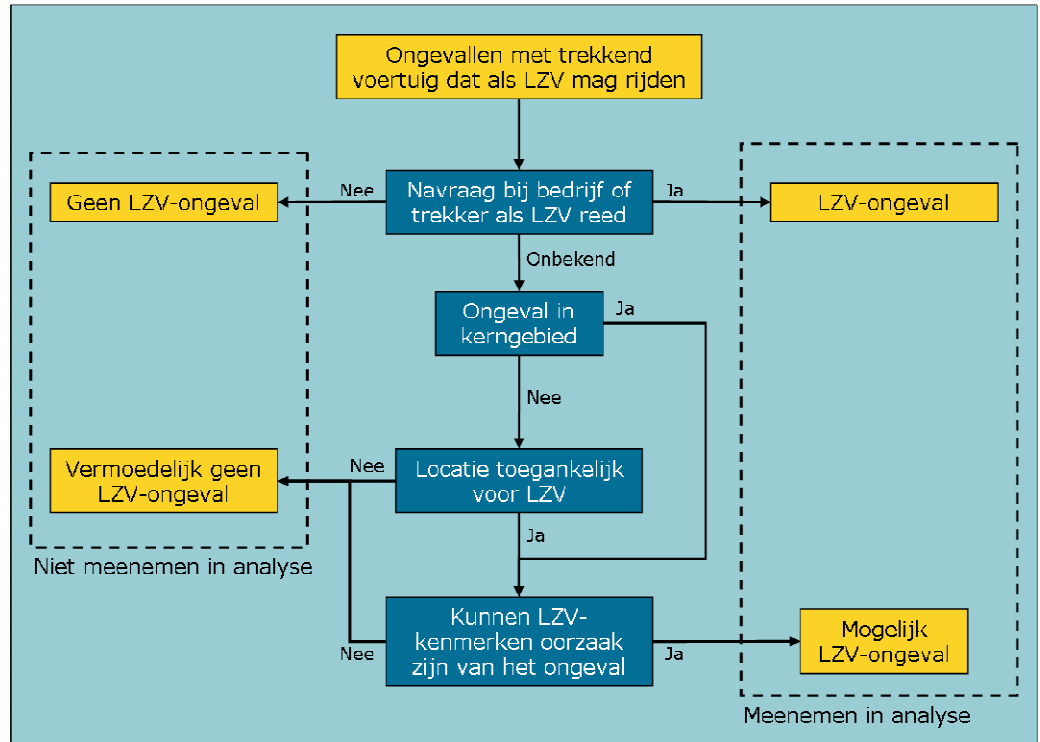 Ongevallen met trekkend
voertuig dat als LZV mag rijden
Nee
Ja
Geen LZV-ongeval
Navraag bij bedrijf of
trekker als LZV reed
LZV-ongeval
Onbekend
Ongeval in
kerngebied
Ja
Nee
Vermoedelijk geen
LZV-ongeval
Nee
Locatie toegankelijk
voor LZV
Ja
Niet meenemen in analyse
Kunnen LZV-
kenmerken oorzaak
zijn van het ongeval
Nee
Ja
Mogelijk
LZV-ongeval
Meenemen in analyse